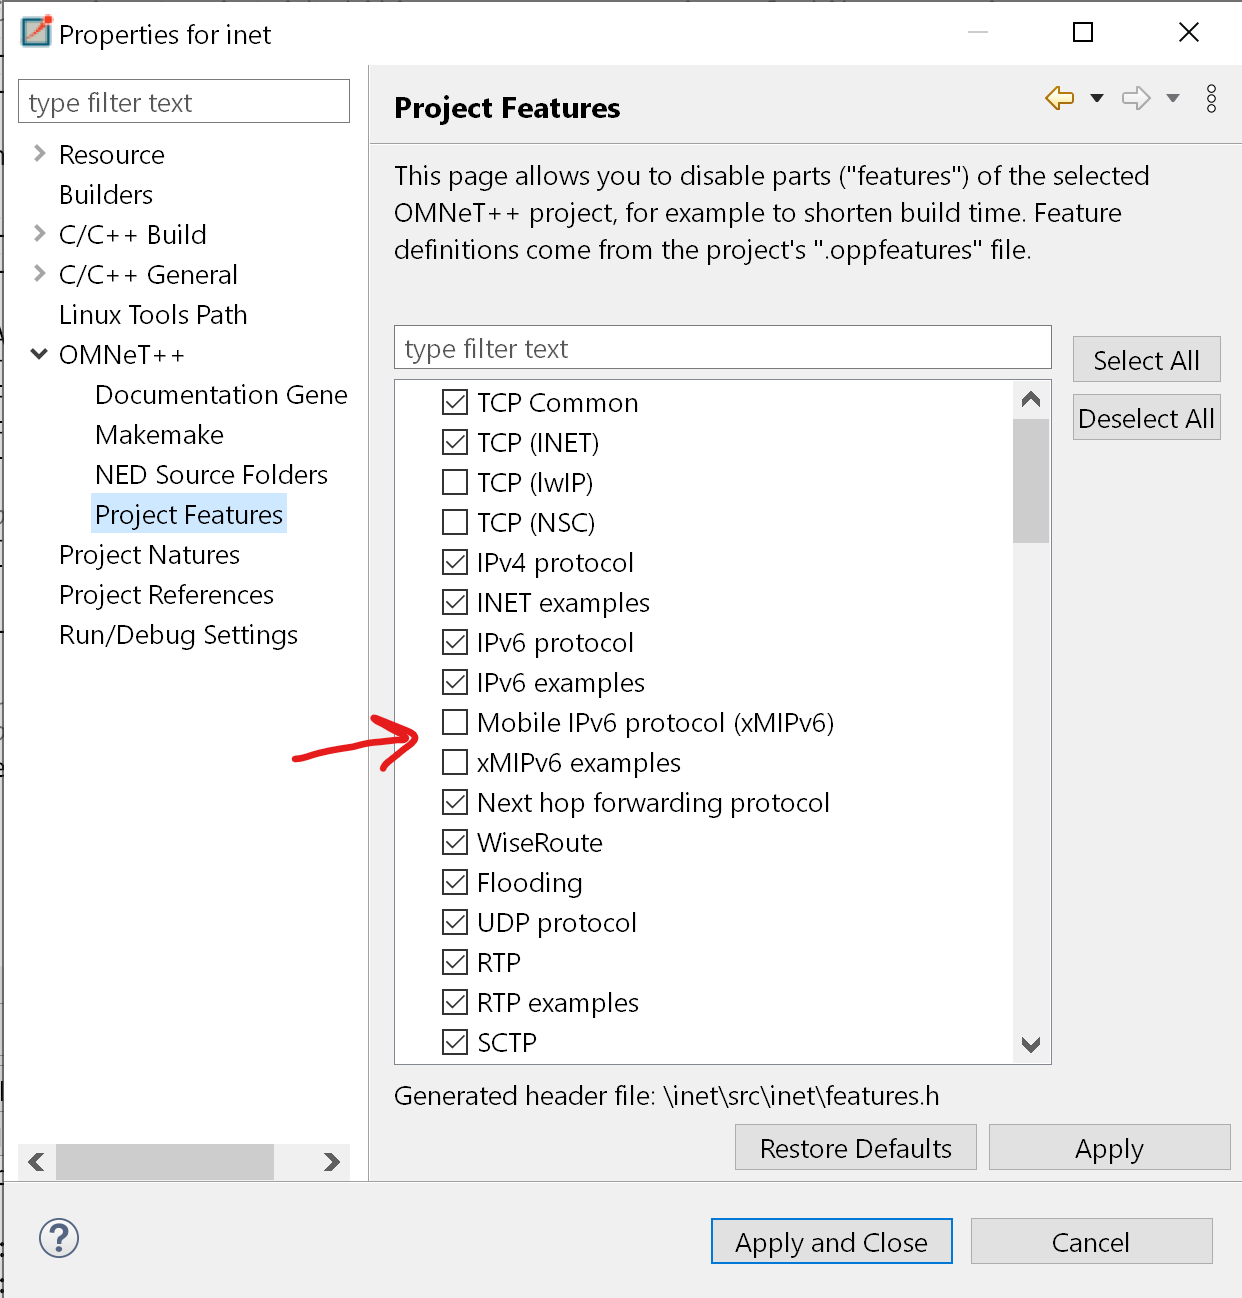 Properties for inet
type filter text
Resource
Builders
C/C++ Build
C/C++ General
Linux Tools Path
OMNeT++
Documentation Gene
Makemake
NED Source Folders
Project Features
Project Natures
Project References
Run/Debug Settings
Project Features
This page allows you to disable parts ("features") of the selected
OMNeT++ project, for example to shorten build time. Feature
definitions come from the project's ".oppfeatures" file.
type filter text
Select All
Deselect All
TCP Common
TCP (INET)
TCP (lwIP)
TCP (NSC)
IPv4 protocol
INET examples
IPv6 protocol
IPv6 examples
Mobile IPv6 protocol (xMIPv6)
xMIPv6 examples
Next hop forwarding protocol
WiseRoute
Flooding
UDP protocol
RTP
RTP examples
SCTP
Generated header file: \inet\src\inet\features.h
Restore Defaults
Apply
?
Apply and Close
Cancel